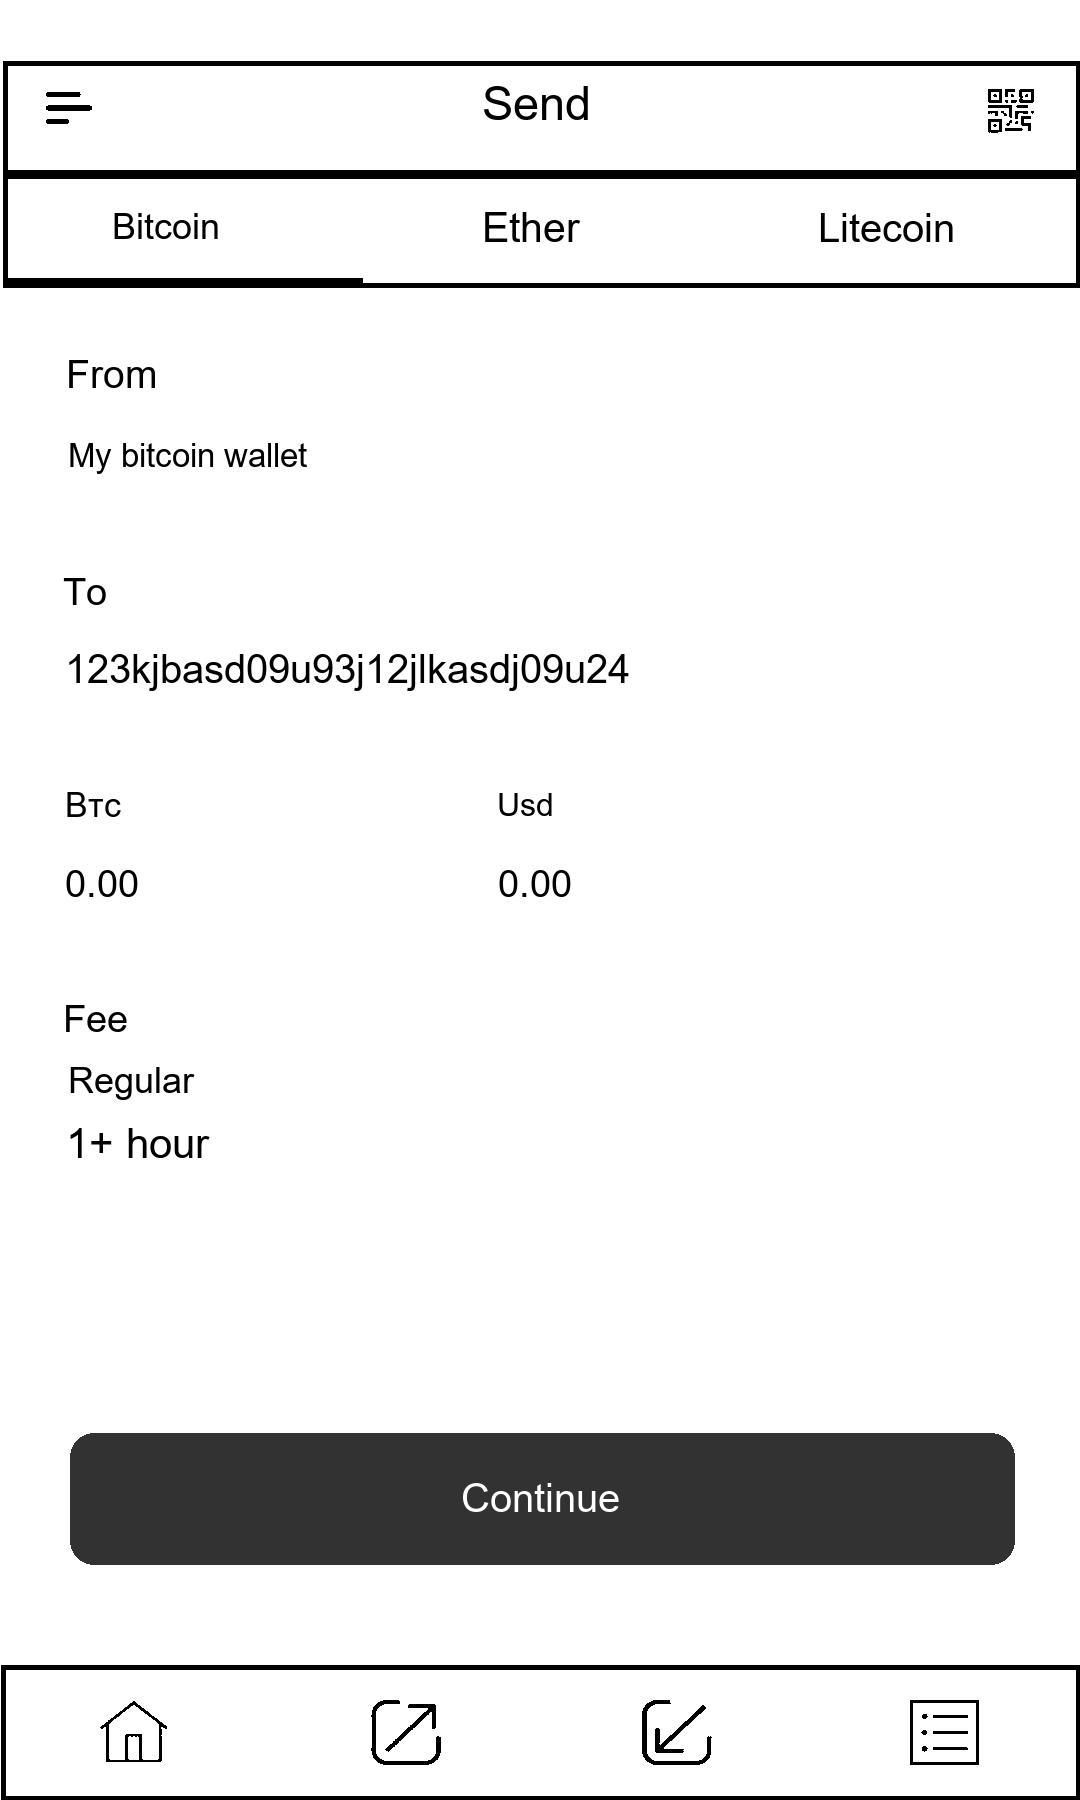 Send
Bitcoin Ether Litecoin
From
My bitcoin wallet
To
123kjbasd09u93j12jlkasdj09u24
Втс Usd
0.00 0.00
Fee
Regular
1+ hour
Continue